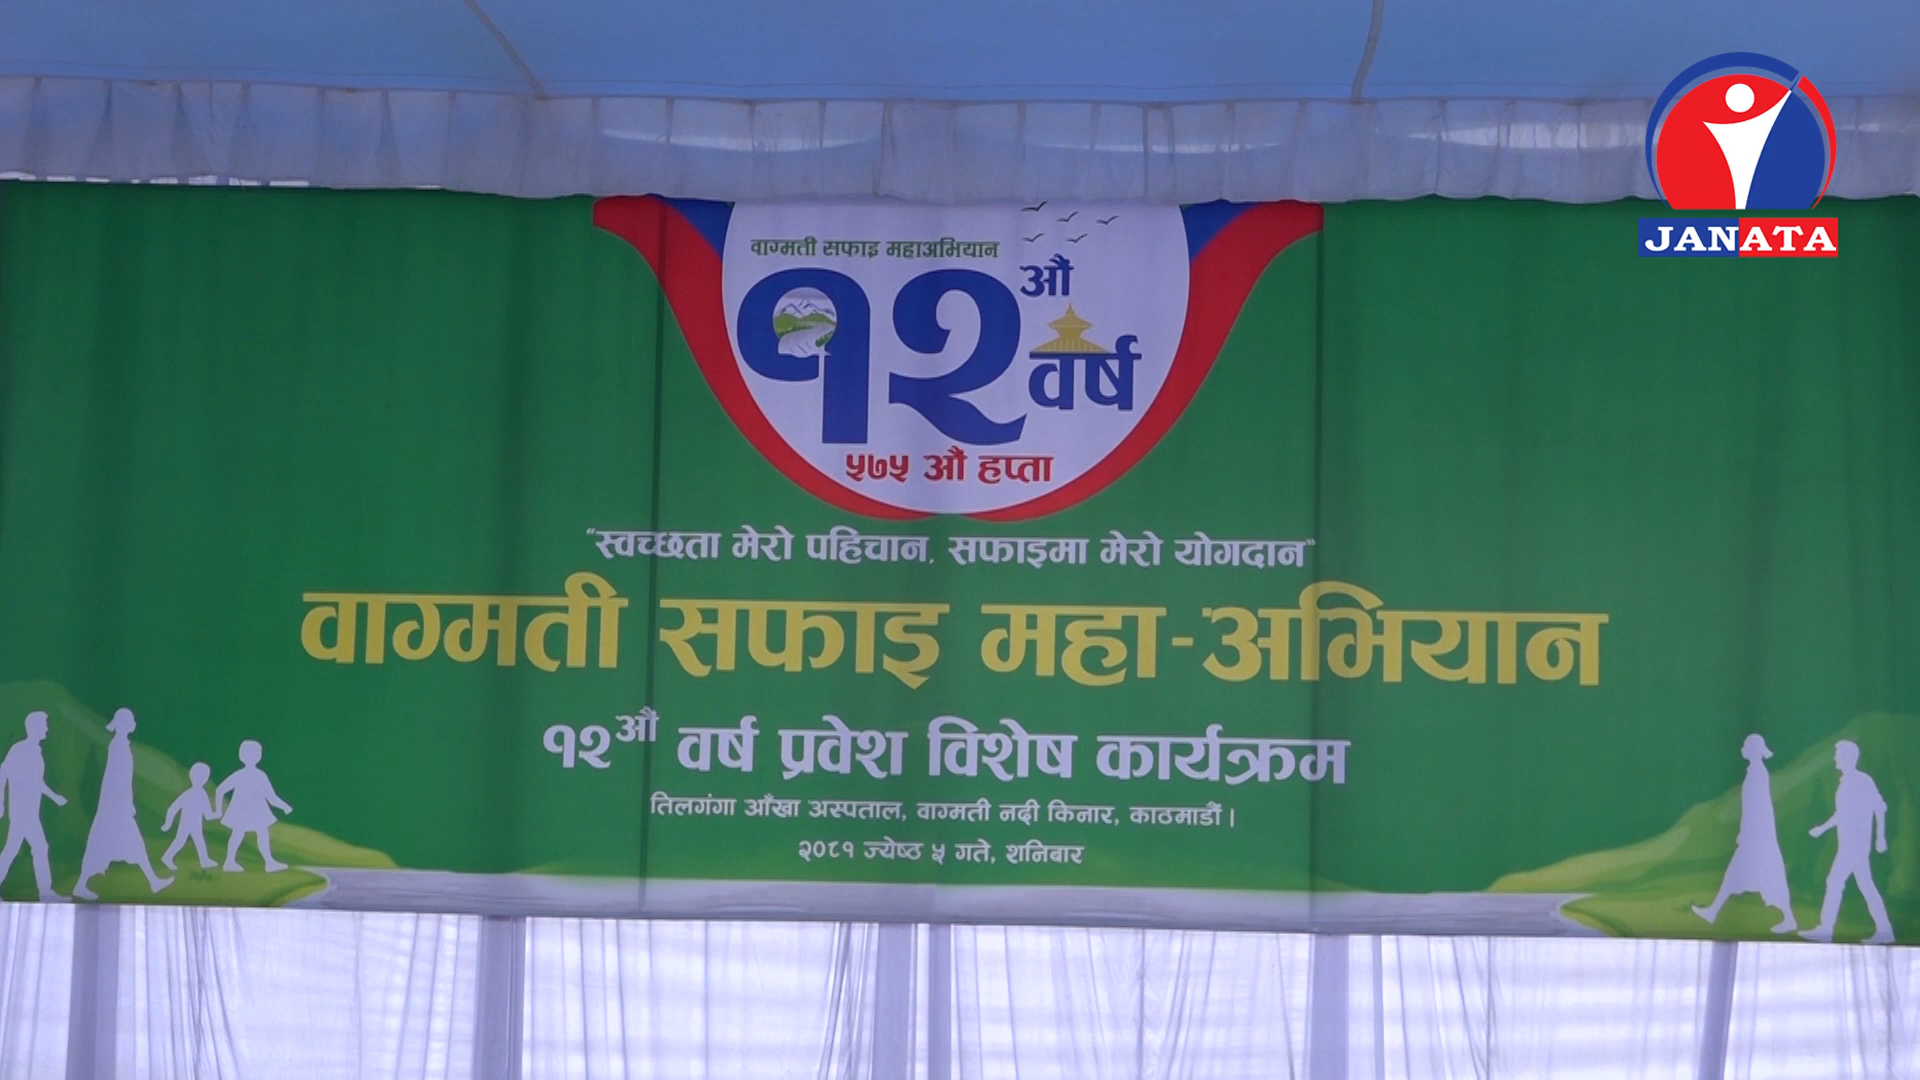 JANATA
वाग्मती सफाइ महाअभियान
१२औं वर्ष
५७५ औं हप्ता
"स्वच्छता मेरो पहिचान, सफाइमा मेरो योगदान"
वाग्मती सफाइ महा-अभियान
१२औं वर्ष प्रवेश विशेष कार्यक्रम
तिलगंगा आँखा अस्पताल, वाग्मती नदी किनार, काठमाडौं ।
२०८१ ज्येष्ठ ५ गते, शनिबार